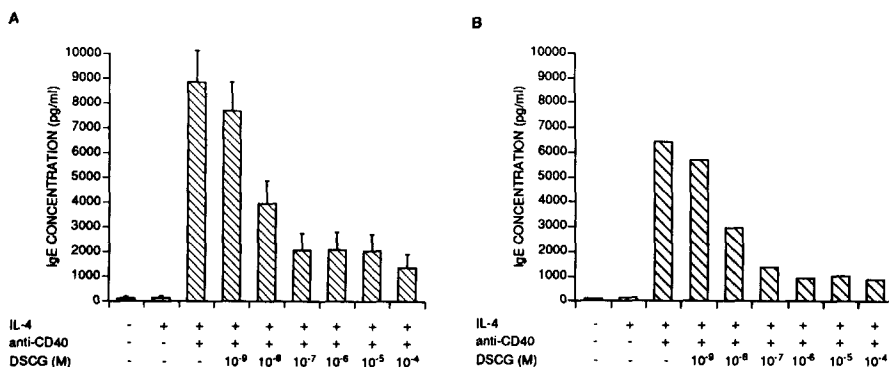 A
IgE CONCENTRATION (pg/ml)
10000
9000
8000
7000
6000
5000
4000
3000
2000
1000
0
IL-4 - + + + + + + + +
anti-CD40 - - + + + + + + +
DSCG (M) - - - 10-9 10-8 10-7 10-6 10-5 10-4
B
IgE CONCENTRATION (pg/ml)
10000
9000
8000
7000
6000
5000
4000
3000
2000
1000
0
IL-4 - + + + + + + + +
anti-CD40 - - + + + + + + +
DSCG (M) - - - 10-9 10-8 10-7 10-6 10-5 10-4